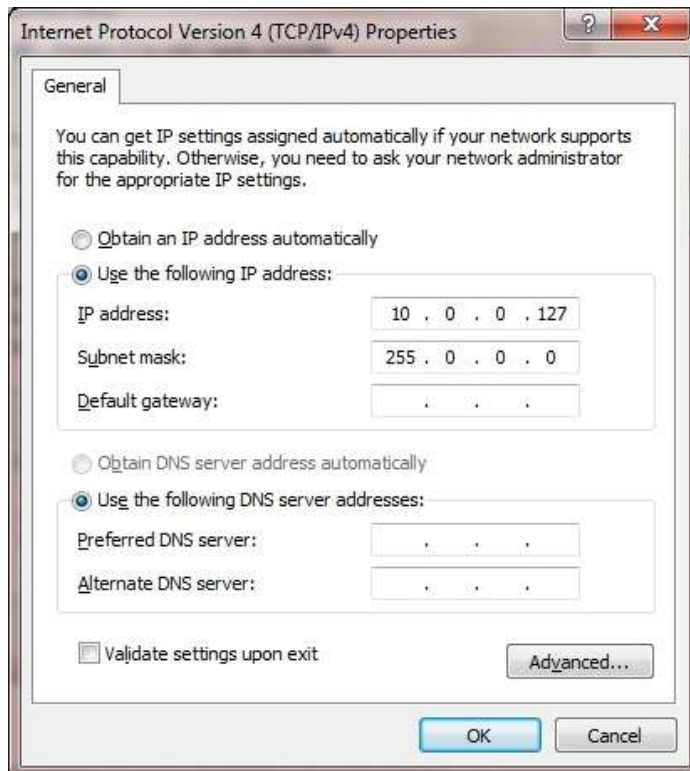 Internet Protocol Version 4 (TCP/IPv4) Properties
?
X
General
You can get IP settings assigned automatically if your network supports
this capability. Otherwise, you need to ask your network administrator
for the appropriate IP settings.
Obtain an IP address automatically
Use the following IP address:
IP address: 10 . 0 . 0 . 127
Subnet mask: 255 . 0 . 0 . 0
Default gateway: . . .
Obtain DNS server address automatically
Use the following DNS server addresses:
Preferred DNS server: . . .
Alternate DNS server: . . .
Validate settings upon exit
Advanced...
OK Cancel